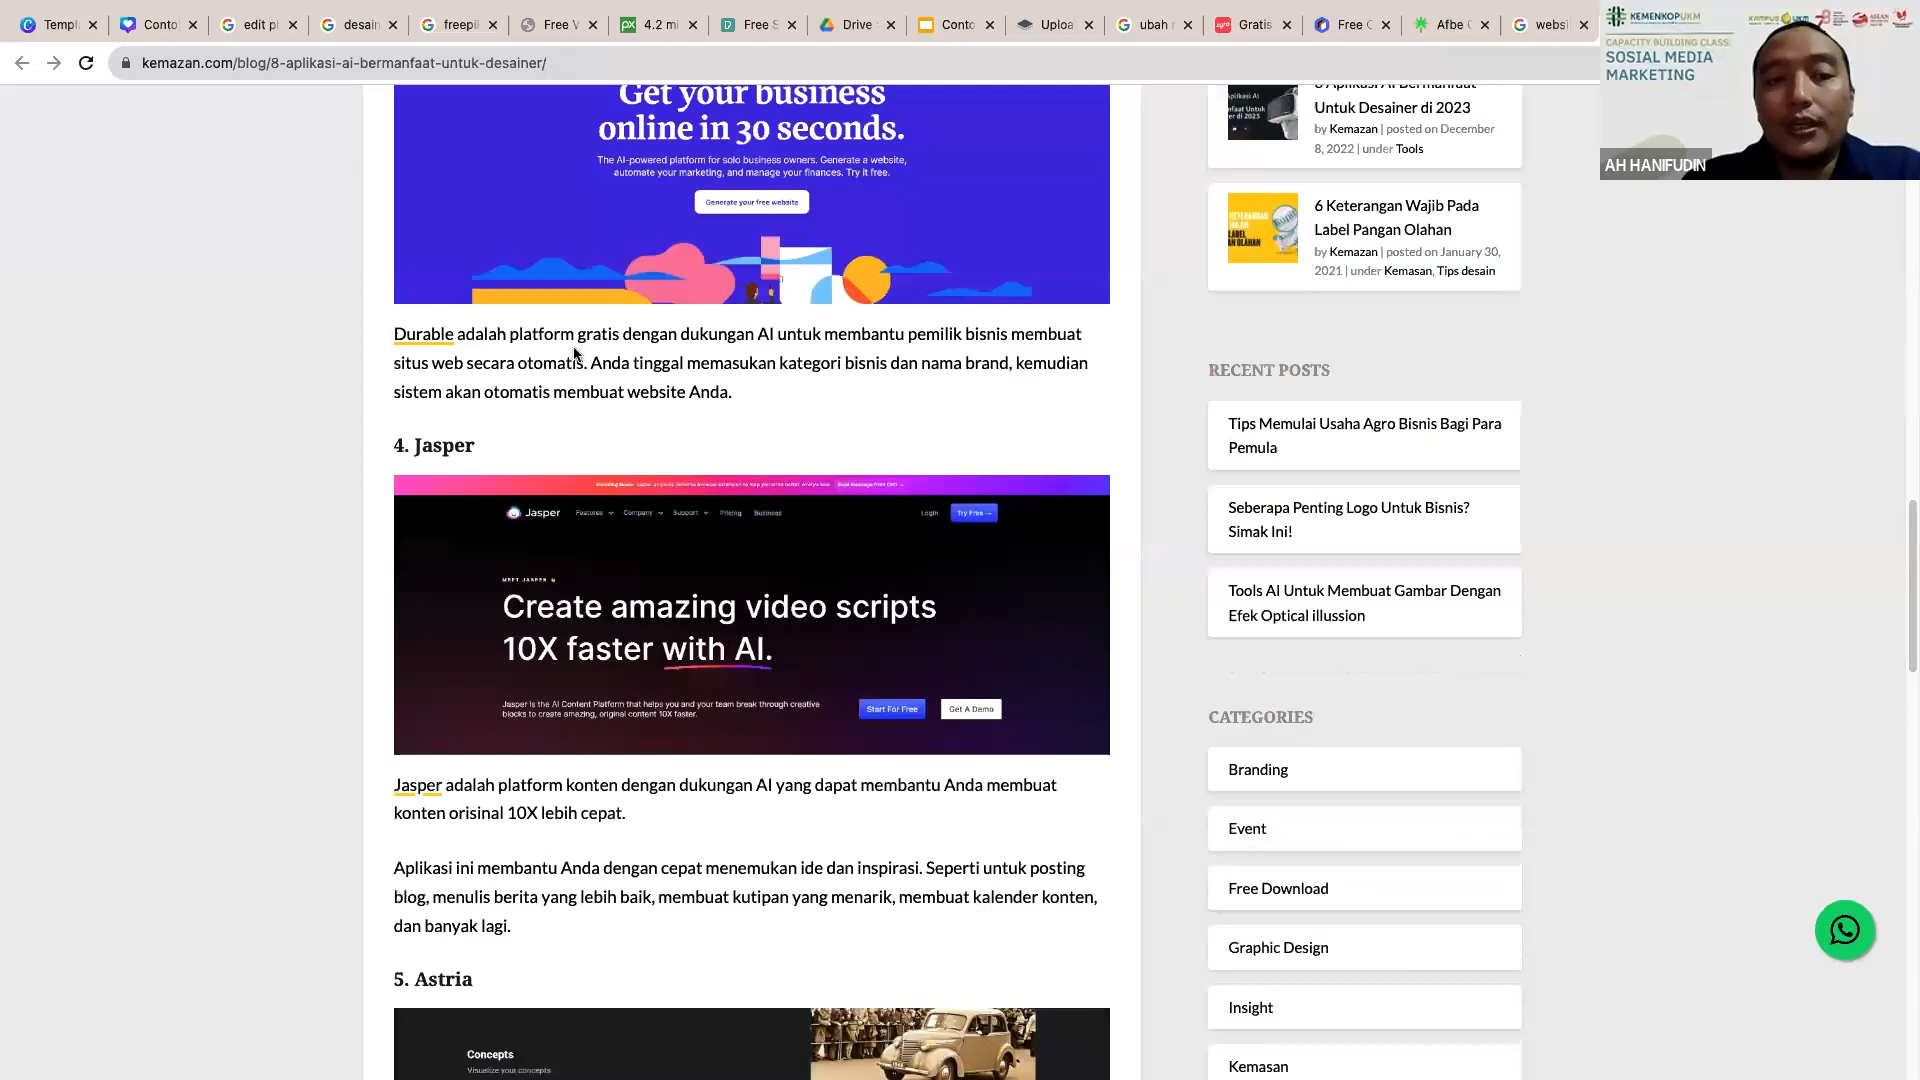 Templ
Conto
edit p
desain
freepi
Free V
4.2 mi
Free S
Drive
Conto
Uploa
ubah r
Gratis
Free C
Afbe
websi
kemazan.com/blog/8-aplikasi-ai-bermanfaat-untuk-desainer/
KEMENKOPUKM
CAPACITY BUILDING CLASS:
SOCIAL MEDIA
MARKETING
AH HANIFUDIN
Get your business
online in 30 seconds.
The AI-powered platform for solo business owners. Generate a website,
automate your marketing, and manage your finances. Try it free.
Generate your free website
Durable adalah platform gratis dengan dukungan AI untuk membantu pemilik bisnis membuat
situs web secara otomatis. Anda tinggal memasukan kategori bisnis dan nama brand, kemudian
sistem akan otomatis membuat website Anda.
4. Jasper
Jasper
Features
Company
Support
Pricing
Business
Login
Try Free →
MEET JASPER
Create amazing video scripts
10X faster with AI.
Jasper is the AI Content Platform that helps you and your team break through creative
blocks to create amazing, original content 10X faster.
Start For Free
Get A Demo
Jasper adalah platform konten dengan dukungan AI yang dapat membantu Anda membuat
konten orisinal 10X lebih cepat.
Aplikasi ini membantu Anda dengan cepat menemukan ide dan inspirasi. Seperti untuk posting
blog, menulis berita yang lebih baik, membuat kutipan yang menarik, membuat kalender konten,
dan banyak lagi.
5. Astria
Concepts
Visualize your concepts
8 Aplikasi AI Bermanfaat
Untuk Desainer di 2023
by Kemazan | posted on December
8, 2022 | under Tools
6 Keterangan Wajib Pada
Label Pangan Olahan
by Kemazan | posted on January 30,
2021 | under Kemasan, Tips desain
RECENT POSTS
Tips Memulai Usaha Agro Bisnis Bagi Para
Pemula
Seberapa Penting Logo Untuk Bisnis?
Simak Ini!
Tools AI Untuk Membuat Gambar Dengan
Efek Optical illussion
CATEGORIES
Branding
Event
Free Download
Graphic Design
Insight
Kemasan